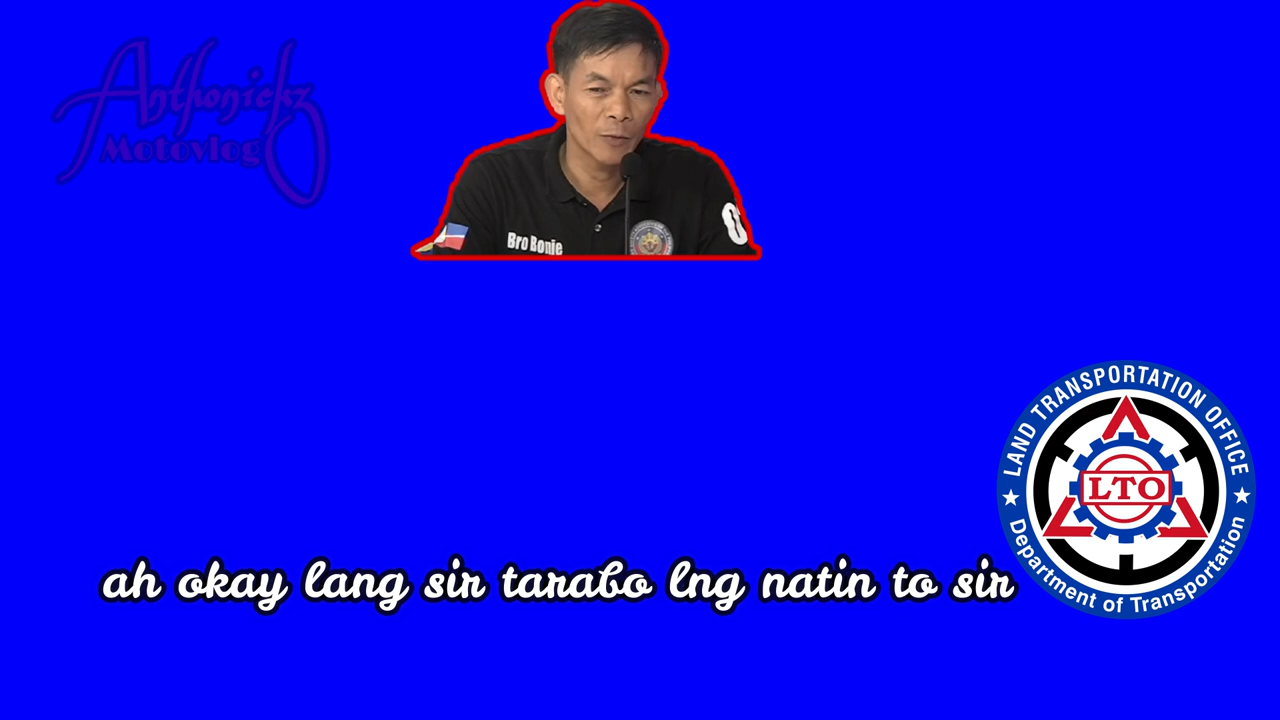 Anthonickz
Motovlog
Bro Bonie
LAND TRANSPORTATION OFFICE
LTO
Department of Transportation
ah okay lang sir tarabo lng natin to sir